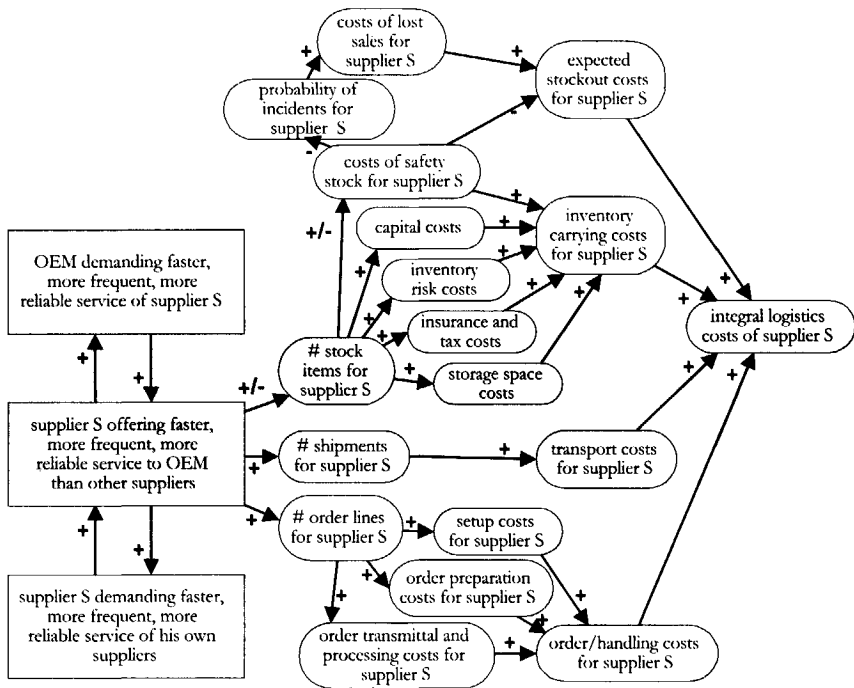 costs of lost
sales for
supplier S
+
+
expected
stockout costs
for supplier S
probability of
incidents for
supplier S
-
-
costs of safety
stock for supplier S
+
+/-
capital costs
+
inventory
carrying costs
for supplier S
OEM demanding faster,
more frequent, more
reliable service of supplier S
+
inventory
risk costs
+
+
+
+
insurance and
tax costs
+
+
+
+
integral logistics
costs of supplier S
# stock
items for
supplier S
+
storage space
costs
+
+
+/-
+
+
supplier S offering faster,
more frequent, more
reliable service to OEM
than other suppliers
+
# shipments
for supplier S
+
transport costs
for supplier S
+
# order lines
for supplier S
+
setup costs
for supplier S
+
+
+
order preparation
costs for supplier S
+
+
+
supplier S demanding faster,
more frequent, more
reliable service of his own
suppliers
order transmittal and
processing costs for
supplier S
+
order/handling costs
for supplier S